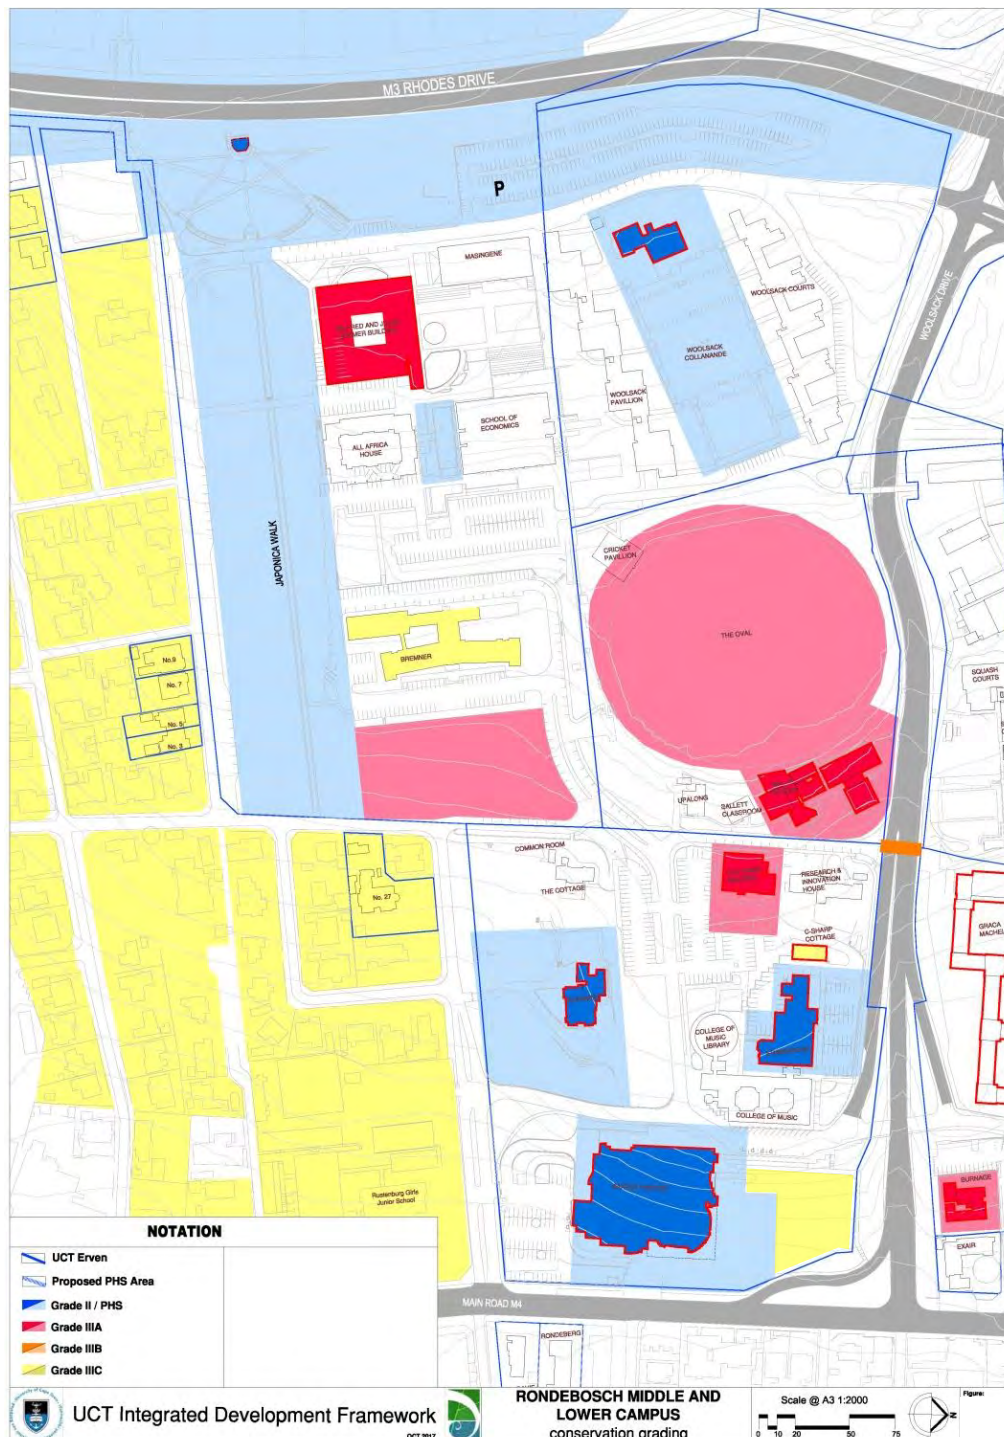 M3 RHODES DRIVE
P
MASINGENE
WOOLSACK COURTS
WOOLSACK DRIVE
WOOLSACK
COLLANANDE
WOOLSACK
PAVILLION
SCHOOL OF
ECONOMICS
ALL AFRICA
HOUSE
JAPONICA WALK
CRICKET
PAVILLION
THE OVAL
BREMNER
SQUASH
COURTS
No.9
No. 7
No. 5
No. 3
UPALONG
BALLETT
CLASSROOM
COMMON ROOM
THE COTTAGE
RESEARCH &
INNOVATION
HOUSE
No. 27
C-SHARP
COTTAGE
GRACA
MACHEL
COLLEGE OF
MUSIC
LIBRARY
COLLEGE OF MUSIC
BURNAGE
EXAIR
Rustenburg Girls
Junior School
MAIN ROAD M4
RONDEBERG
NOTATION
UCT Erven
Proposed PHS Area
Grade II / PHS
Grade IIIA
Grade IIIB
Grade IIIC
UCT Integrated Development Framework
OCT 2017
RONDEBOSCH MIDDLE AND
LOWER CAMPUS
conservation grading
Scale @ A3 1:2000
0 10 20 50 75
N
Figure: